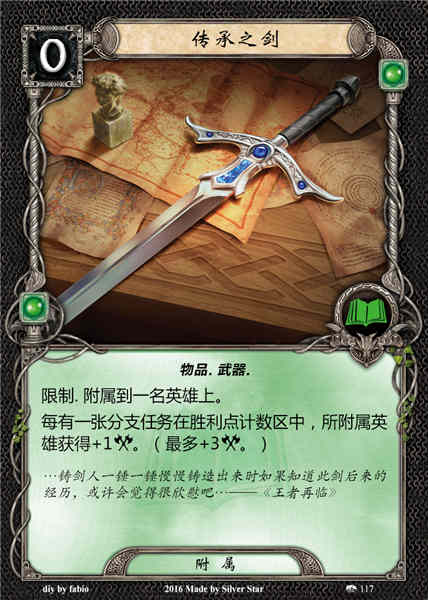 0
传承之剑
物品. 武器.
限制. 附属到一名英雄上。
每有一张分支任务在胜利点计数区中，所附属英
雄获得+1。（最多+3。）
…铸剑人一锤一锤慢慢铸造出来时如果知道此剑后来的
经历，或许会觉得很欣慰吧…——《王者再临》
附 属
diy by fabio
2016 Made by Silver Star
117